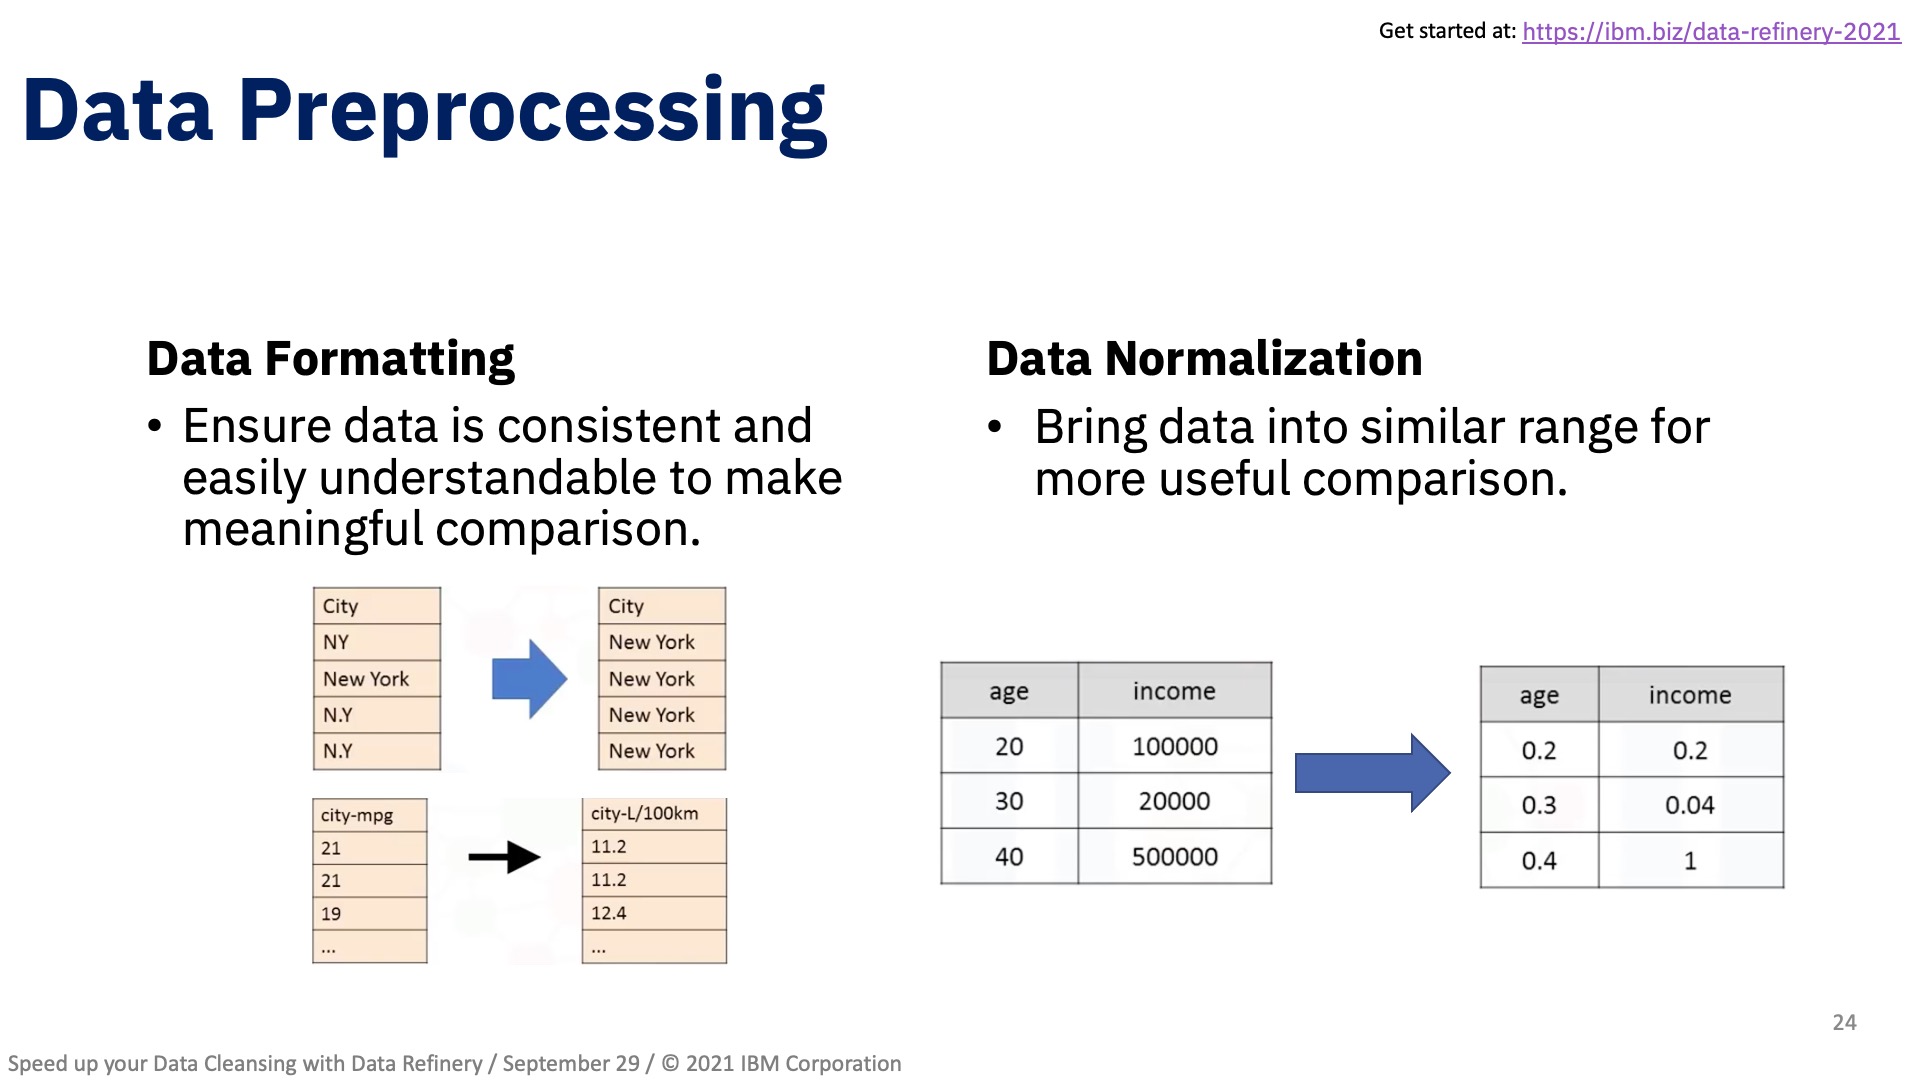 Get started at: https://ibm.biz/data-refinery-2021
Data Preprocessing
Data Formatting
• Ensure data is consistent and
easily understandable to make
meaningful comparison.
City
NY
New York
N.Y
N.Y
City
New York
New York
New York
New York
city-mpg
21
21
19
...
city-L/100km
11.2
11.2
12.4
...
Data Normalization
• Bring data into similar range for
more useful comparison.
age income
20 100000
30 20000
40 500000
age income
0.2 0.2
0.3 0.04
0.4 1
24
Speed up your Data Cleansing with Data Refinery / September 29 / © 2021 IBM Corporation